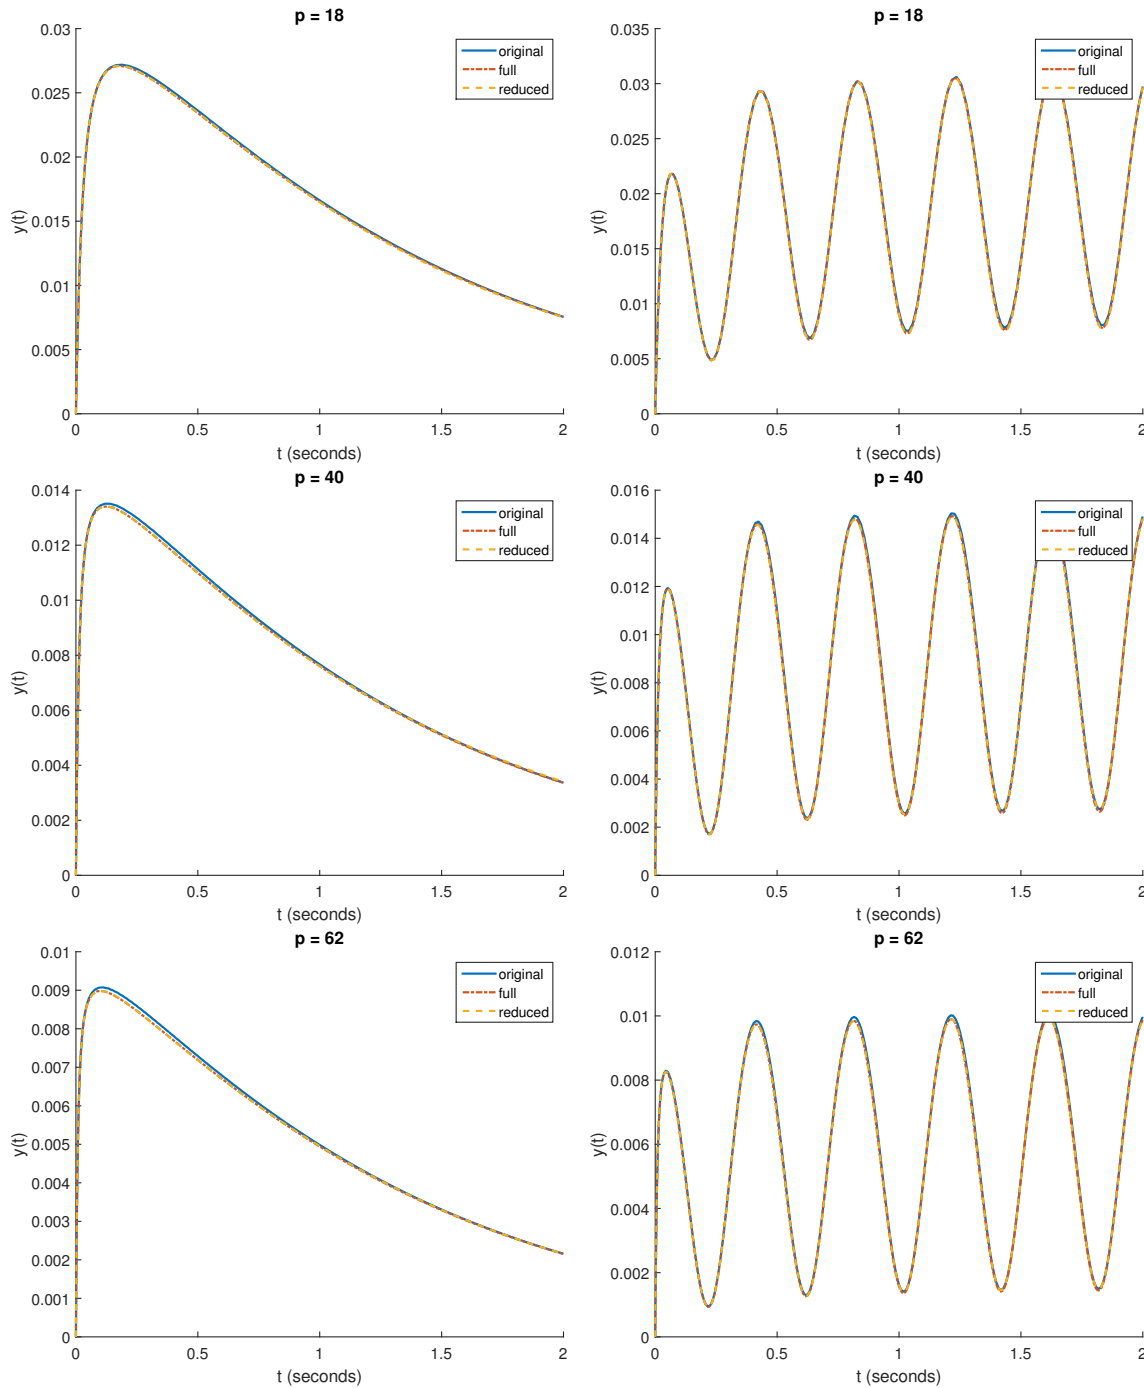 p = 18
0.03
0.025
0.02
0.015
0.01
0.005
0
y(t)
original
full
reduced
0 0.5 1 1.5 2
t (seconds)
p = 18
0.035
0.03
0.025
0.02
0.015
0.01
0.005
0
y(t)
original
full
reduced
0 0.5 1 1.5 2
t (seconds)
p = 40
0.014
0.012
0.01
0.008
0.006
0.004
0.002
0
y(t)
original
full
reduced
0 0.5 1 1.5 2
t (seconds)
p = 40
0.016
0.014
0.012
0.01
0.008
0.006
0.004
0.002
0
y(t)
original
full
reduced
0 0.5 1 1.5 2
t (seconds)
p = 62
0.01
0.009
0.008
0.007
0.006
0.005
0.004
0.003
0.002
0.001
0
y(t)
original
full
reduced
0 0.5 1 1.5 2
t (seconds)
p = 62
0.012
0.01
0.008
0.006
0.004
0.002
0
y(t)
original
full
reduced
0 0.5 1 1.5 2
t (seconds)